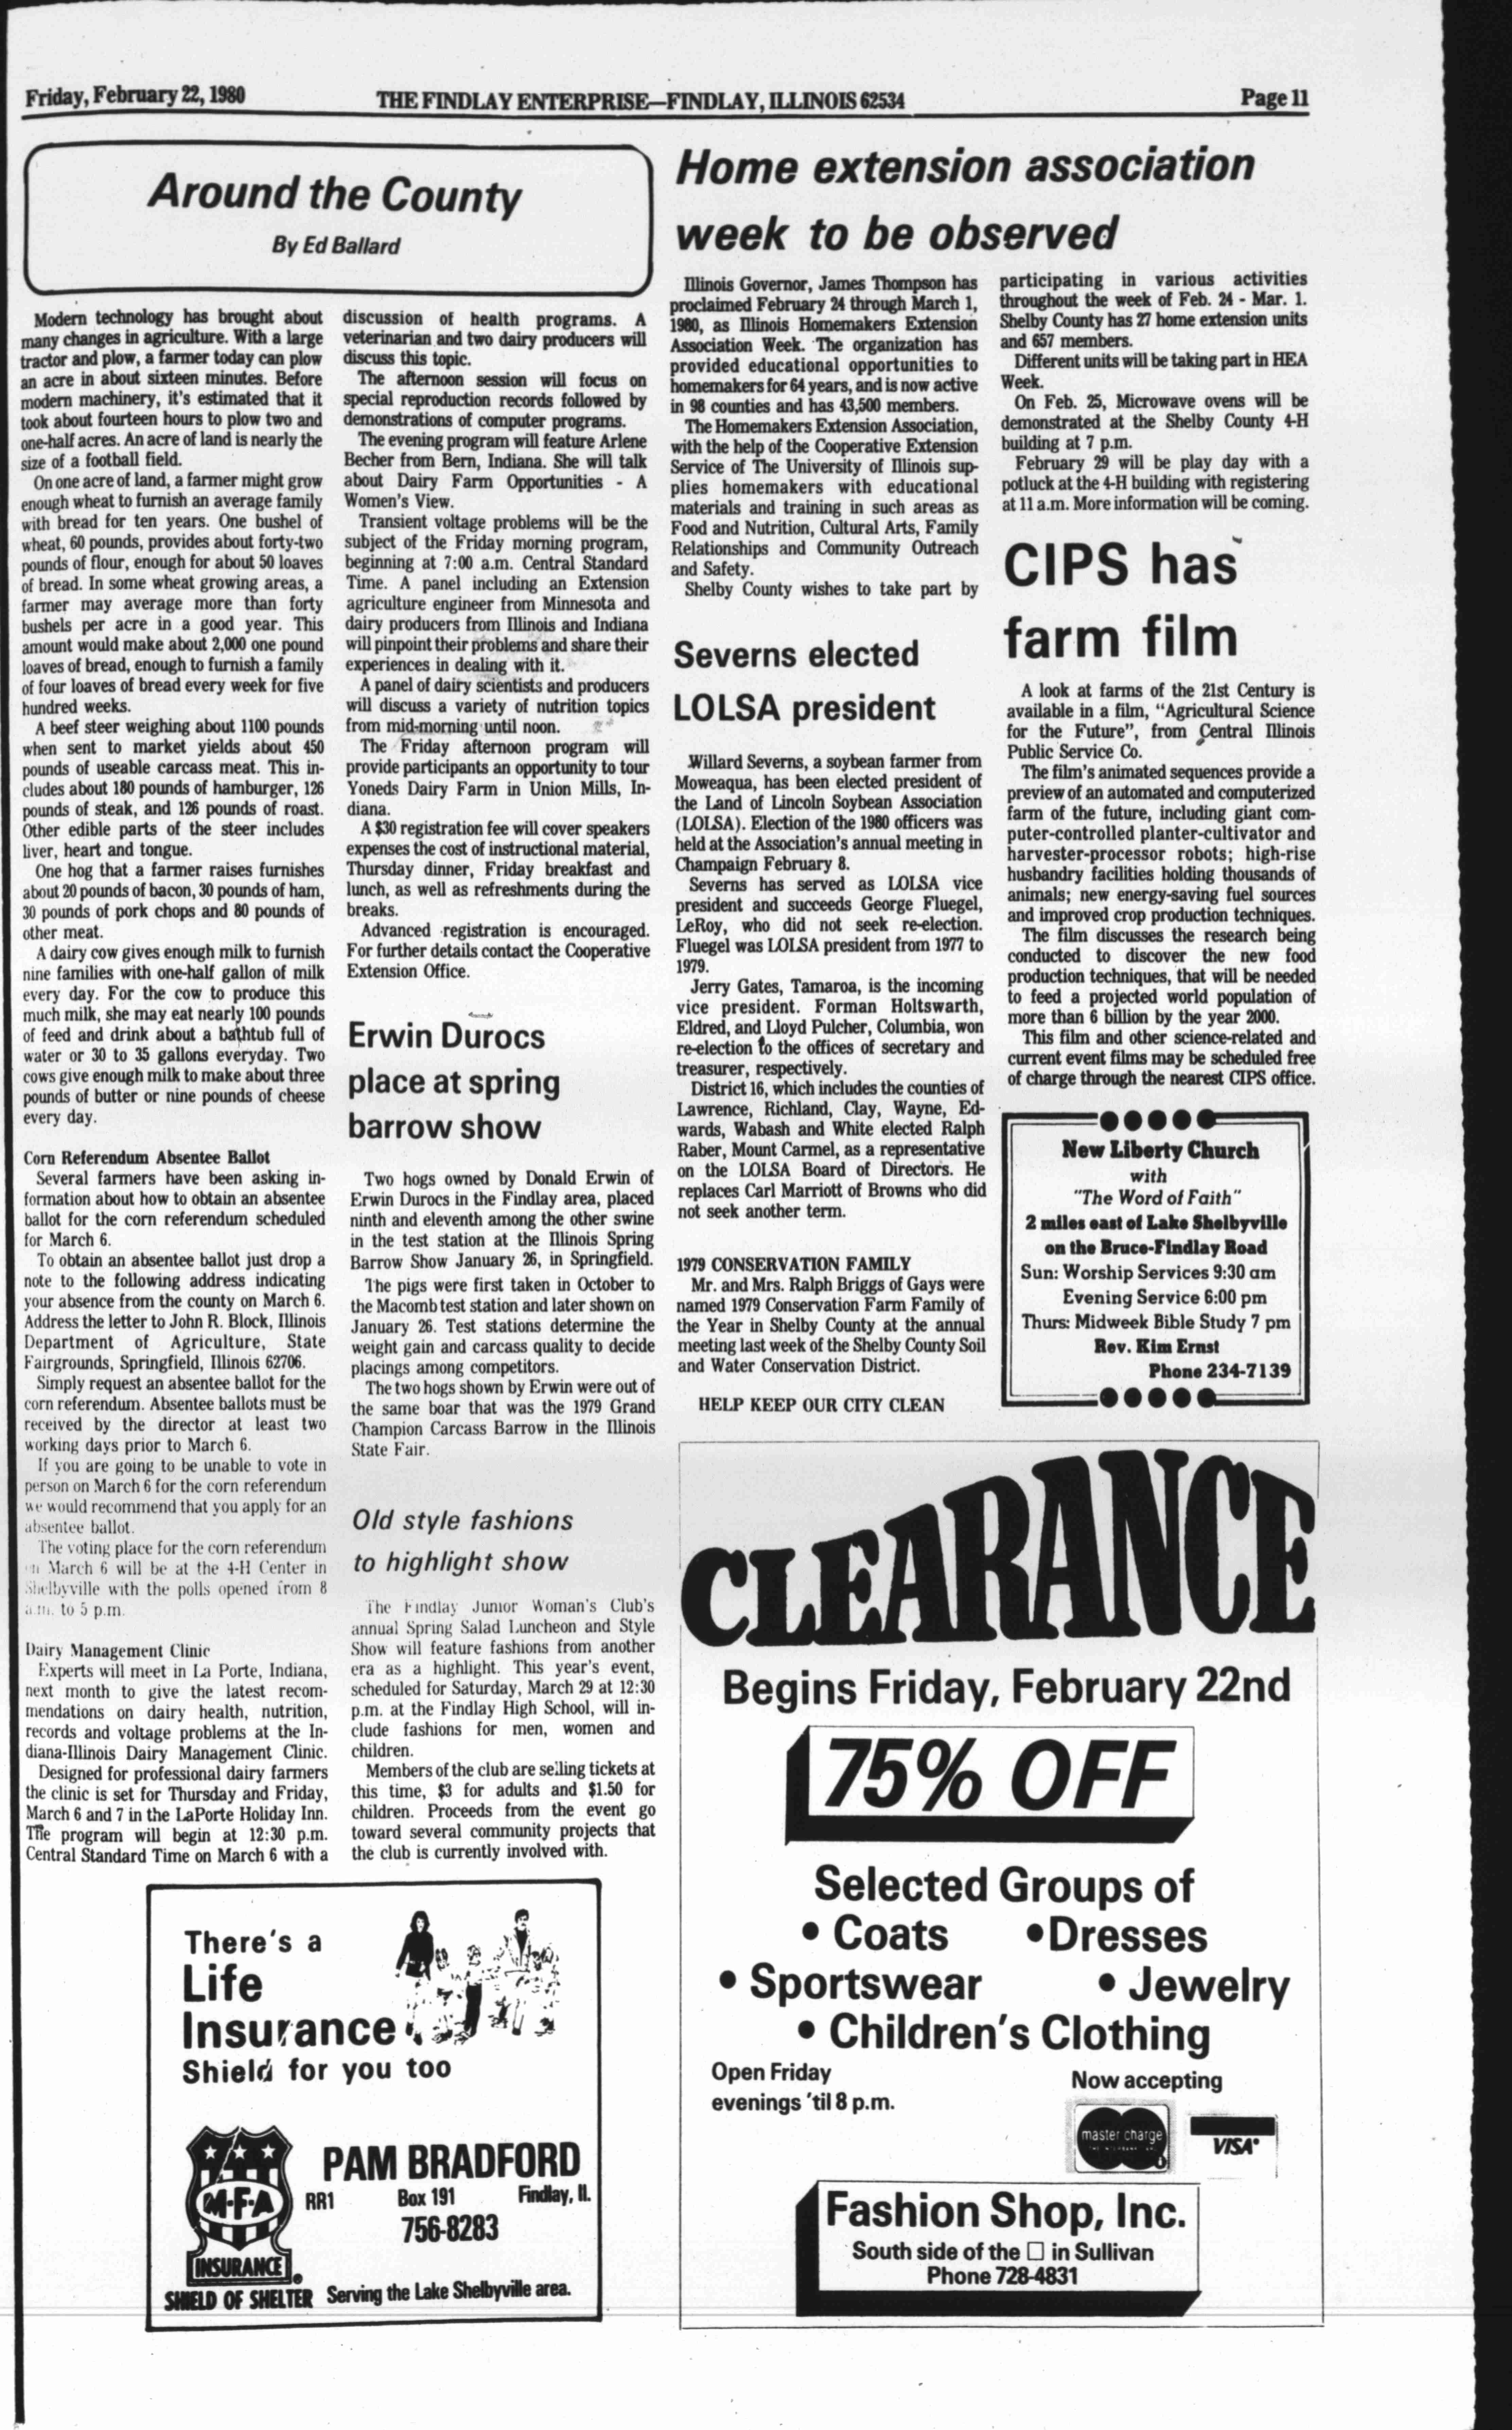 Friday, February 22, 1980
THE FINDLAY ENTERPRISE—FINDLAY, ILLINOIS 62534
Page 11
Around the County
By Ed Ballard
Modern technology has brought about
many changes in agriculture. With a large
tractor and plow, a farmer today can plow
an acre in about sixteen minutes. Before
modern machinery, it's estimated that it
took about fourteen hours to plow two and
one-half acres. An acre of land is nearly the
size of a football field.
On one acre of land, a farmer might grow
enough wheat to furnish an average family
with bread for ten years. One bushel of
wheat, 60 pounds, provides about forty-two
pounds of flour, enough for about 50 loaves
of bread. In some wheat growing areas, a
farmer may average more than forty
bushels per acre in a good year. This
amount would make about 2,000 one pound
loaves of bread, enough to furnish a family
of four loaves of bread every week for five
hundred weeks.
A beef steer weighing about 1100 pounds
when sent to market yields about 450
pounds of useable carcass meat. This in-
cludes about 180 pounds of hamburger, 126
pounds of steak, and 126 pounds of roast.
Other edible parts of the steer includes
liver, heart and tongue.
One hog that a farmer raises furnishes
about 20 pounds of bacon, 30 pounds of ham,
30 pounds of pork chops and 80 pounds of
other meat.
A dairy cow gives enough milk to furnish
nine families with one-half gallon of milk
every day. For the cow to produce this
much milk, she may eat nearly 100 pounds
of feed and drink about a bathtub full of
water or 30 to 35 gallons everyday. Two
cows give enough milk to make about three
pounds of butter or nine pounds of cheese
every day.
Corn Referendum Absentee Ballot
Several farmers have been asking in-
formation about how to obtain an absentee
ballot for the corn referendum scheduled
for March 6.
To obtain an absentee ballot just drop a
note to the following address indicating
your absence from the county on March 6.
Address the letter to John R. Block, Illinois
Department of Agriculture, State
Fairgrounds, Springfield, Illinois 62706.
Simply request an absentee ballot for the
corn referendum. Absentee ballots must be
received by the director at least two
working days prior to March 6.
If you are going to be unable to vote in
person on March 6 for the corn referendum
we would recommend that you apply for an
absentee ballot.
The voting place for the corn referendum
on March 6 will be at the 4-H Center in
Shelbyville with the polls opened from 8
a.m. to 5 p.m.
Dairy Management Clinic
Experts will meet in La Porte, Indiana,
next month to give the latest recom-
mendations on dairy health, nutrition,
records and voltage problems at the In-
diana-Illinois Dairy Management Clinic.
Designed for professional dairy farmers
the clinic is set for Thursday and Friday,
March 6 and 7 in the LaPorte Holiday Inn.
The program will begin at 12:30 p.m.
Central Standard Time on March 6 with a
discussion of health programs. A
veterinarian and two dairy producers will
discuss this topic.
The afternoon session will focus on
special reproduction records followed by
demonstrations of computer programs.
The evening program will feature Arlene
Becher from Bern, Indiana. She will talk
about Dairy Farm Opportunities - A
Women's View.
Transient voltage problems will be the
subject of the Friday morning program,
beginning at 7:00 a.m. Central Standard
Time. A panel including an Extension
agriculture engineer from Minnesota and
dairy producers from Illinois and Indiana
will pinpoint their problems and share their
experiences in dealing with it.
A panel of dairy scientists and producers
will discuss a variety of nutrition topics
from mid-morning until noon.
The Friday afternoon program will
provide participants an opportunity to tour
Yoneds Dairy Farm in Union Mills, In-
diana.
A $30 registration fee will cover speakers
expenses the cost of instructional material,
Thursday dinner, Friday breakfast and
lunch, as well as refreshments during the
breaks.
Advanced registration is encouraged.
For further details contact the Cooperative
Extension Office.
Erwin Durocs
place at spring
barrow show
Two hogs owned by Donald Erwin of
Erwin Durocs in the Findlay area, placed
ninth and eleventh among the other swine
in the test station at the Illinois Spring
Barrow Show January 26, in Springfield.
The pigs were first taken in October to
the Macomb test station and later shown on
January 26. Test stations determine the
weight gain and carcass quality to decide
placings among competitors.
The two hogs shown by Erwin were out of
the same boar that was the 1979 Grand
Champion Carcass Barrow in the Illinois
State Fair.
Old style fashions
to highlight show
The Findlay Junior Woman's Club's
annual Spring Salad Luncheon and Style
Show will feature fashions from another
era as a highlight. This year's event,
scheduled for Saturday, March 29 at 12:30
p.m. at the Findlay High School, will in-
clude fashions for men, women and
children.
Members of the club are selling tickets at
this time, $3 for adults and $1.50 for
children. Proceeds from the event go
toward several community projects that
the club is currently involved with.
There's a
Life
Insurance
Shield for you too
M-F-A
INSURANCE
SHIELD OF SHELTER
PAM BRADFORD
RR1 Box 191 Findlay, Il.
756-8283
Serving the Lake Shelbyville area.
Home extension association
week to be observed
Illinois Governor, James Thompson has
proclaimed February 24 through March 1,
1980, as Illinois Homemakers Extension
Association Week. The organization has
provided educational opportunities to
homemakers for 64 years, and is now active
in 98 counties and has 43,500 members.
The Homemakers Extension Association,
with the help of the Cooperative Extension
Service of The University of Illinois sup-
plies homemakers with educational
materials and training in such areas as
Food and Nutrition, Cultural Arts, Family
Relationships and Community Outreach
and Safety.
Shelby County wishes to take part by
participating in various activities
throughout the week of Feb. 24 - Mar. 1.
Shelby County has 27 home extension units
and 657 members.
Different units will be taking part in HEA
Week.
On Feb. 25, Microwave ovens will be
demonstrated at the Shelby County 4-H
building at 7 p.m.
February 29 will be play day with a
potluck at the 4-H building with registering
at 11 a.m. More information will be coming.
Severns elected
LOLSA president
Willard Severns, a soybean farmer from
Moweaqua, has been elected president of
the Land of Lincoln Soybean Association
(LOLSA). Election of the 1980 officers was
held at the Association's annual meeting in
Champaign February 8.
Severns has served as LOLSA vice
president and succeeds George Fluegel,
LeRoy, who did not seek re-election.
Fluegel was LOLSA president from 1977 to
1979.
Jerry Gates, Tamaroa, is the incoming
vice president. Forman Holtswarth,
Eldred, and Lloyd Pulcher, Columbia, won
re-election to the offices of secretary and
treasurer, respectively.
District 16, which includes the counties of
Lawrence, Richland, Clay, Wayne, Ed-
wards, Wabash and White elected Ralph
Raber, Mount Carmel, as a representative
on the LOLSA Board of Directors. He
replaces Carl Marriott of Browns who did
not seek another term.
1979 CONSERVATION FAMILY
Mr. and Mrs. Ralph Briggs of Gays were
named 1979 Conservation Farm Family of
the Year in Shelby County at the annual
meeting last week of the Shelby County Soil
and Water Conservation District.
HELP KEEP OUR CITY CLEAN
CIPS has
farm film
A look at farms of the 21st Century is
available in a film, "Agricultural Science
for the Future", from Central Illinois
Public Service Co.
The film's animated sequences provide a
preview of an automated and computerized
farm of the future, including giant com-
puter-controlled planter-cultivator and
harvester-processor robots; high-rise
husbandry facilities holding thousands of
animals; new energy-saving fuel sources
and improved crop production techniques.
The film discusses the research being
conducted to discover the new food
production techniques, that will be needed
to feed a projected world population of
more than 6 billion by the year 2000.
This film and other science-related and
current event films may be scheduled free
of charge through the nearest CIPS office.
New Liberty Church
with
"The Word of Faith"
2 miles east of Lake Shelbyville
on the Bruce-Findlay Road
Sun: Worship Services 9:30 am
Evening Service 6:00 pm
Thurs: Midweek Bible Study 7 pm
Rev. Kim Ernst
Phone 234-7139
CLEARANCE
Begins Friday, February 22nd
75% OFF
Selected Groups of
• Coats • Dresses
• Sportswear • Jewelry
• Children's Clothing
Open Friday
evenings 'til 8 p.m.
Now accepting
master charge
VISA
Fashion Shop, Inc.
South side of the □ in Sullivan
Phone 728-4831